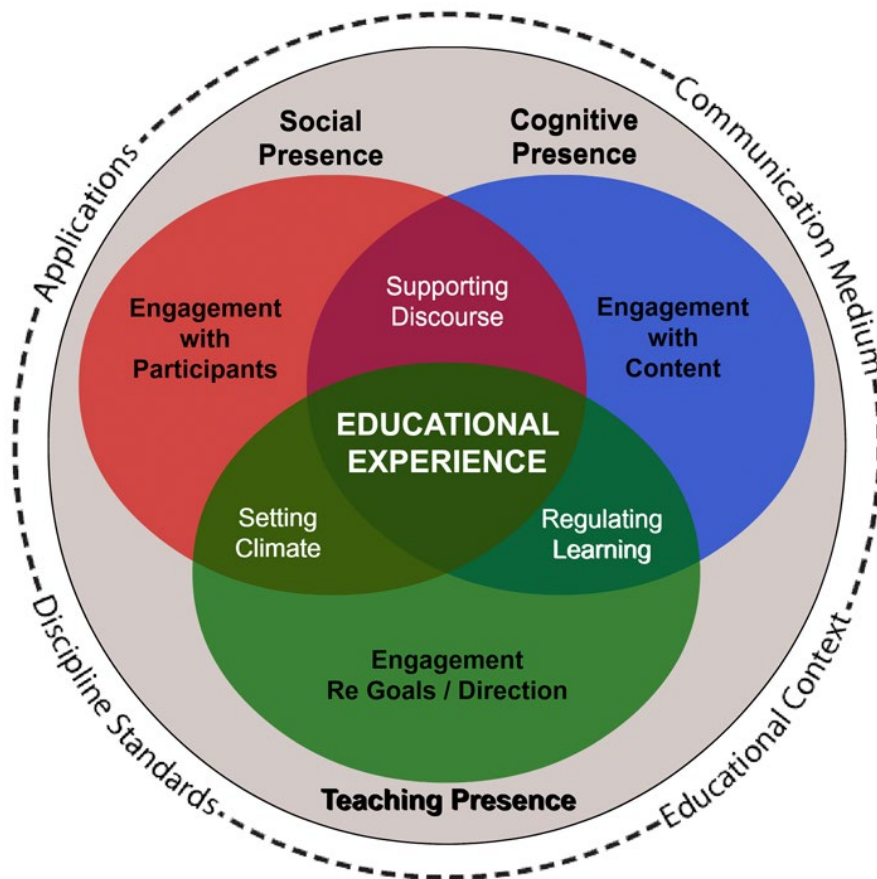 Applications
Communication Medium
Social
Presence
Cognitive
Presence
Engagement
with
Participants
Supporting
Discourse
Engagement
with
Content
EDUCATIONAL
EXPERIENCE
Setting
Climate
Regulating
Learning
Engagement
Re Goals / Direction
Teaching Presence
Discipline Standards
Educational Context